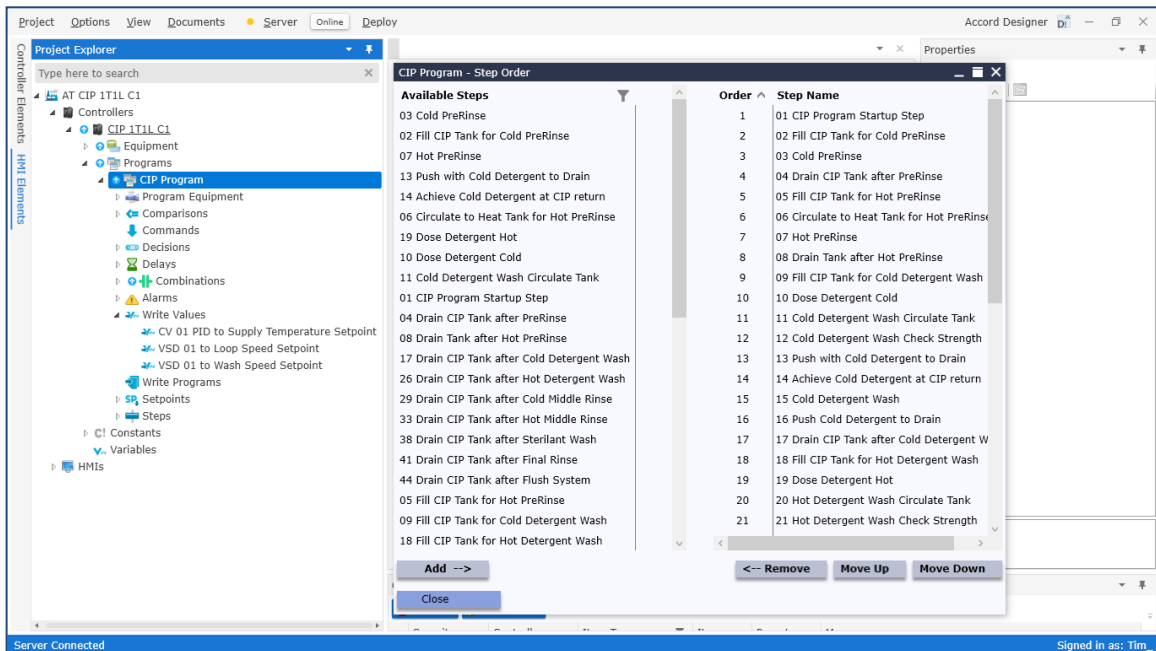 Project Options View Documents Server Online Deploy Accord Designer D!
Controller Elements
HMI Elements
Project Explorer
Type here to search
AT CIP 1T1L C1
Controllers
CIP 1T1L C1
Equipment
Programs
CIP Program
Program Equipment
Comparisons
Commands
Decisions
Delays
Combinations
Alarms
Write Values
CV 01 PID to Supply Temperature Setpoint
VSD 01 to Loop Speed Setpoint
VSD 01 to Wash Speed Setpoint
Write Programs
SP. Setpoints
Steps
C! Constants
Variables
HMIs
Properties
CIP Program - Step Order
Available Steps
03 Cold PreRinse
02 Fill CIP Tank for Cold PreRinse
07 Hot PreRinse
13 Push with Cold Detergent to Drain
14 Achieve Cold Detergent at CIP return
06 Circulate to Heat Tank for Hot PreRinse
19 Dose Detergent Hot
10 Dose Detergent Cold
11 Cold Detergent Wash Circulate Tank
01 CIP Program Startup Step
04 Drain CIP Tank after PreRinse
08 Drain Tank after Hot PreRinse
17 Drain CIP Tank after Cold Detergent Wash
26 Drain CIP Tank after Hot Detergent Wash
29 Drain CIP Tank after Cold Middle Rinse
33 Drain CIP Tank after Hot Middle Rinse
38 Drain CIP Tank after Sterilant Wash
41 Drain CIP Tank after Final Rinse
44 Drain CIP Tank after Flush System
05 Fill CIP Tank for Hot PreRinse
09 Fill CIP Tank for Cold Detergent Wash
18 Fill CIP Tank for Hot Detergent Wash
Order Step Name
1 01 CIP Program Startup Step
2 02 Fill CIP Tank for Cold PreRinse
3 03 Cold PreRinse
4 04 Drain CIP Tank after PreRinse
5 05 Fill CIP Tank for Hot PreRinse
6 06 Circulate to Heat Tank for Hot PreRinse
7 07 Hot PreRinse
8 08 Drain Tank after Hot PreRinse
9 09 Fill CIP Tank for Cold Detergent Wash
10 10 Dose Detergent Cold
11 11 Cold Detergent Wash Circulate Tank
12 12 Cold Detergent Wash Check Strength
13 13 Push with Cold Detergent to Drain
14 14 Achieve Cold Detergent at CIP return
15 15 Cold Detergent Wash
16 16 Push Cold Detergent to Drain
17 17 Drain CIP Tank after Cold Detergent W
18 18 Fill CIP Tank for Hot Detergent Wash
19 19 Dose Detergent Hot
20 20 Hot Detergent Wash Circulate Tank
21 21 Hot Detergent Wash Check Strength
Add --> <-- Remove Move Up Move Down
Close
Server Connected Signed in as: Tim_